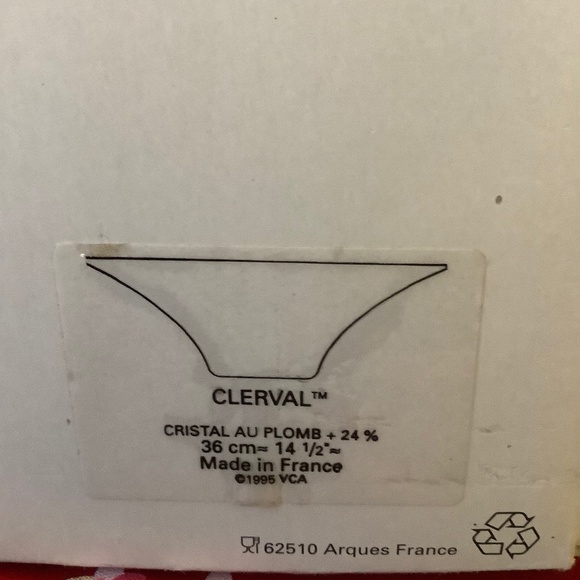 CLERVAL™
CRISTAL AU PLOMB + 24 %
36 cm≈ 14 1/2"≈
Made in France
©1995 VCA
62510 Arques France